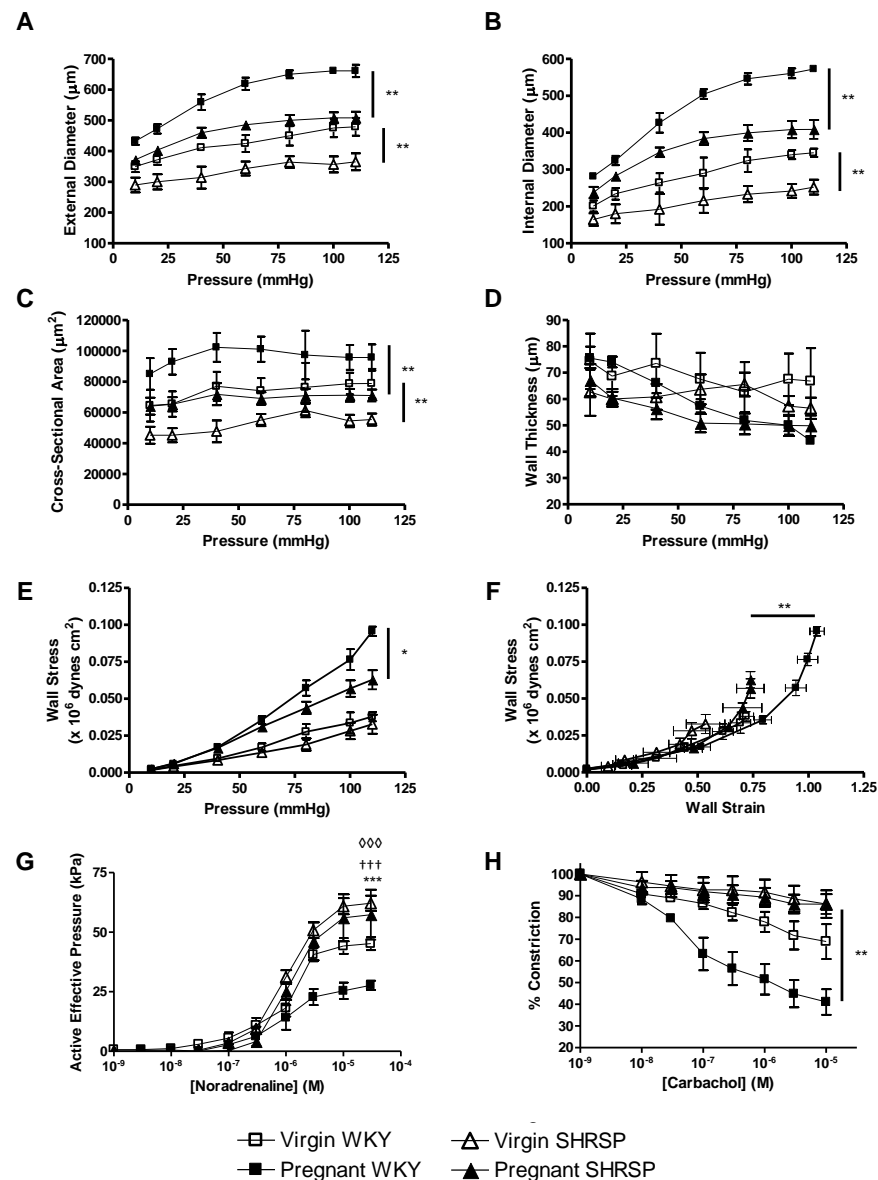 A
External Diameter (μm)
700
600
500
400
300
200
100
0 25 50 75 100 125
Pressure (mmHg)
**
**
B
Internal Diameter (μm)
600
500
400
300
200
100
0 25 50 75 100 125
Pressure (mmHg)
**
**
C
Cross-Sectional Area (μm²)
120000
100000
80000
60000
40000
20000
0
0 25 50 75 100 125
Pressure (mmHg)
**
**
D
Wall Thickness (μm)
90
80
70
60
50
40
30
20
0 25 50 75 100 125
Pressure (mmHg)
E
Wall Stress
(x 10⁶ dynes cm²)
0.125
0.100
0.075
0.050
0.025
0.000
0 25 50 75 100 125
Pressure (mmHg)
*
F
Wall Stress
(x 10⁶ dynes cm²)
0.125
0.100
0.075
0.050
0.025
0.000
0.00 0.25 0.50 0.75 1.00 1.25
Wall Strain
**
G
Active Effective Pressure (kPa)
75
50
25
0
10⁻⁹ 10⁻⁸ 10⁻⁷ 10⁻⁶ 10⁻⁵ 10⁻⁴
[Noradrenaline] (M)
◊◊◊
†††
***
H
% Constriction
100
90
80
70
60
50
40
30
20
10⁻⁹ 10⁻⁸ 10⁻⁷ 10⁻⁶ 10⁻⁵
[Carbachol] (M)
**
Virgin WKY
Virgin SHRSP
Pregnant WKY
Pregnant SHRSP